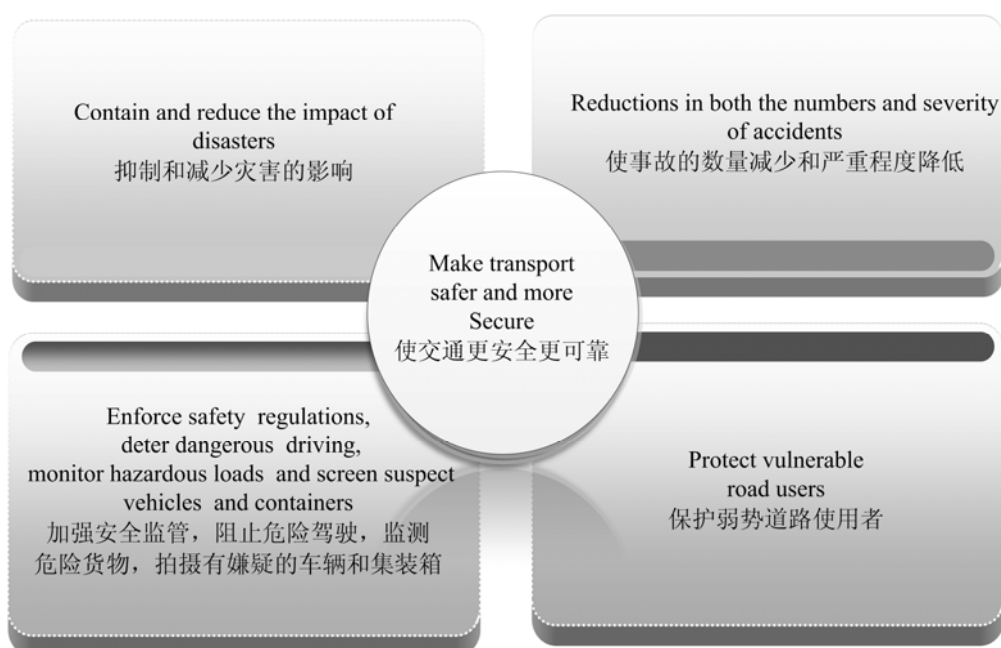 Contain and reduce the impact of
disasters
抑制和减少灾害的影响
Reductions in both the numbers and severity
of accidents
使事故的数量减少和严重程度降低
Make transport
safer and more
Secure
使交通更安全更可靠
Enforce safety regulations,
deter dangerous driving,
monitor hazardous loads and screen suspect
vehicles and containers
加强安全监管，阻止危险驾驶，监测
危险货物，拍摄有嫌疑的车辆和集装箱
Protect vulnerable
road users
保护弱势道路使用者